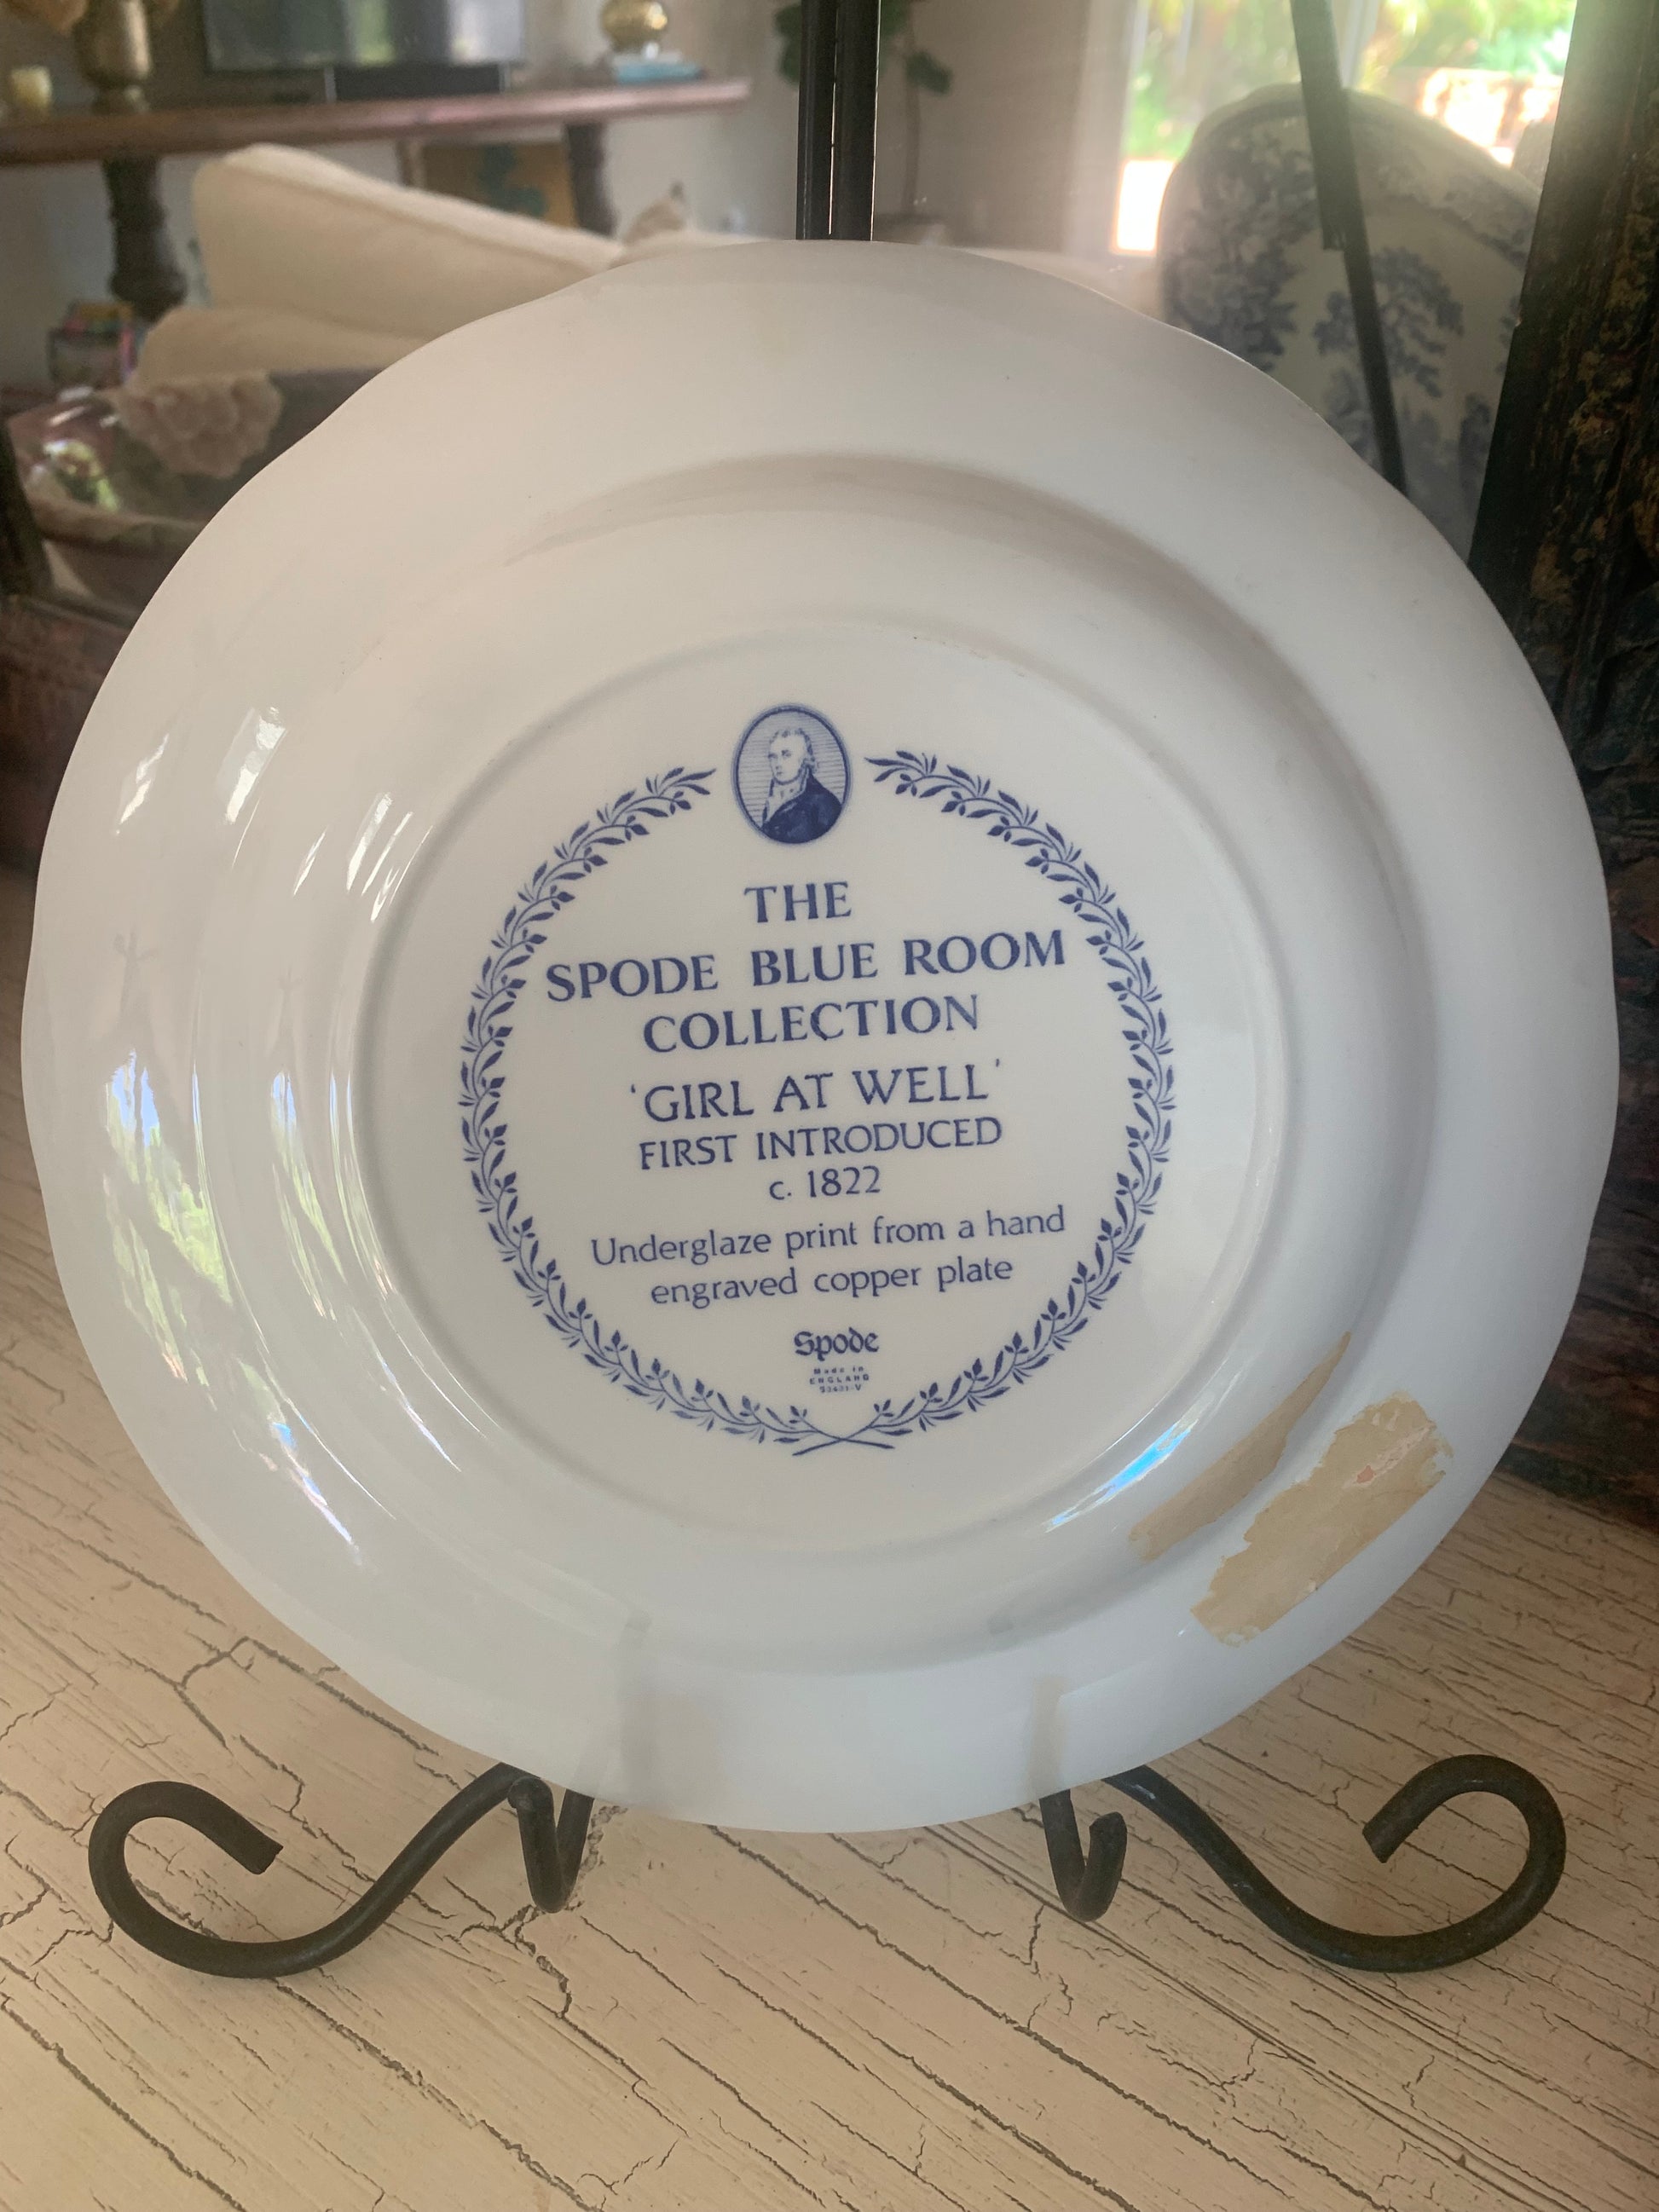 THE
SPODE BLUE ROOM
COLLECTION
'GIRL AT WELL'
FIRST INTRODUCED
c. 1822
Underglaze print from a hand
engraved copper plate
Spode
Made in
ENGLAND